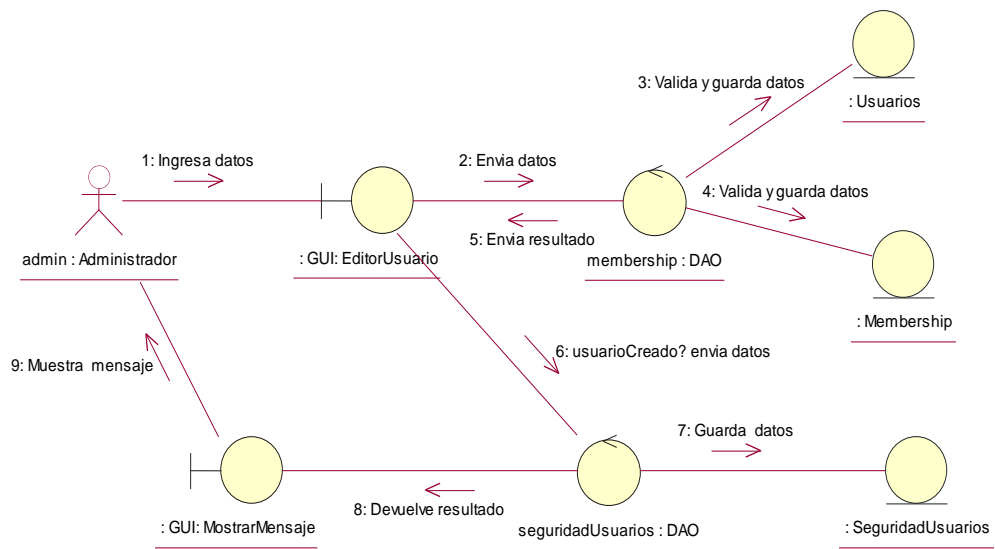 3: Valida y guarda datos
: Usuarios
1: Ingresa datos
2: Envia datos
4: Valida y guarda datos
5: Envia resultado
admin : Administrador
: GUI: EditorUsuario
membership : DAO
: Membership
6: usuarioCreado? envia datos
9: Muestra mensaje
7: Guarda datos
8: Devuelve resultado
: GUI: MostrarMensaje
seguridadUsuarios : DAO
: SeguridadUsuarios